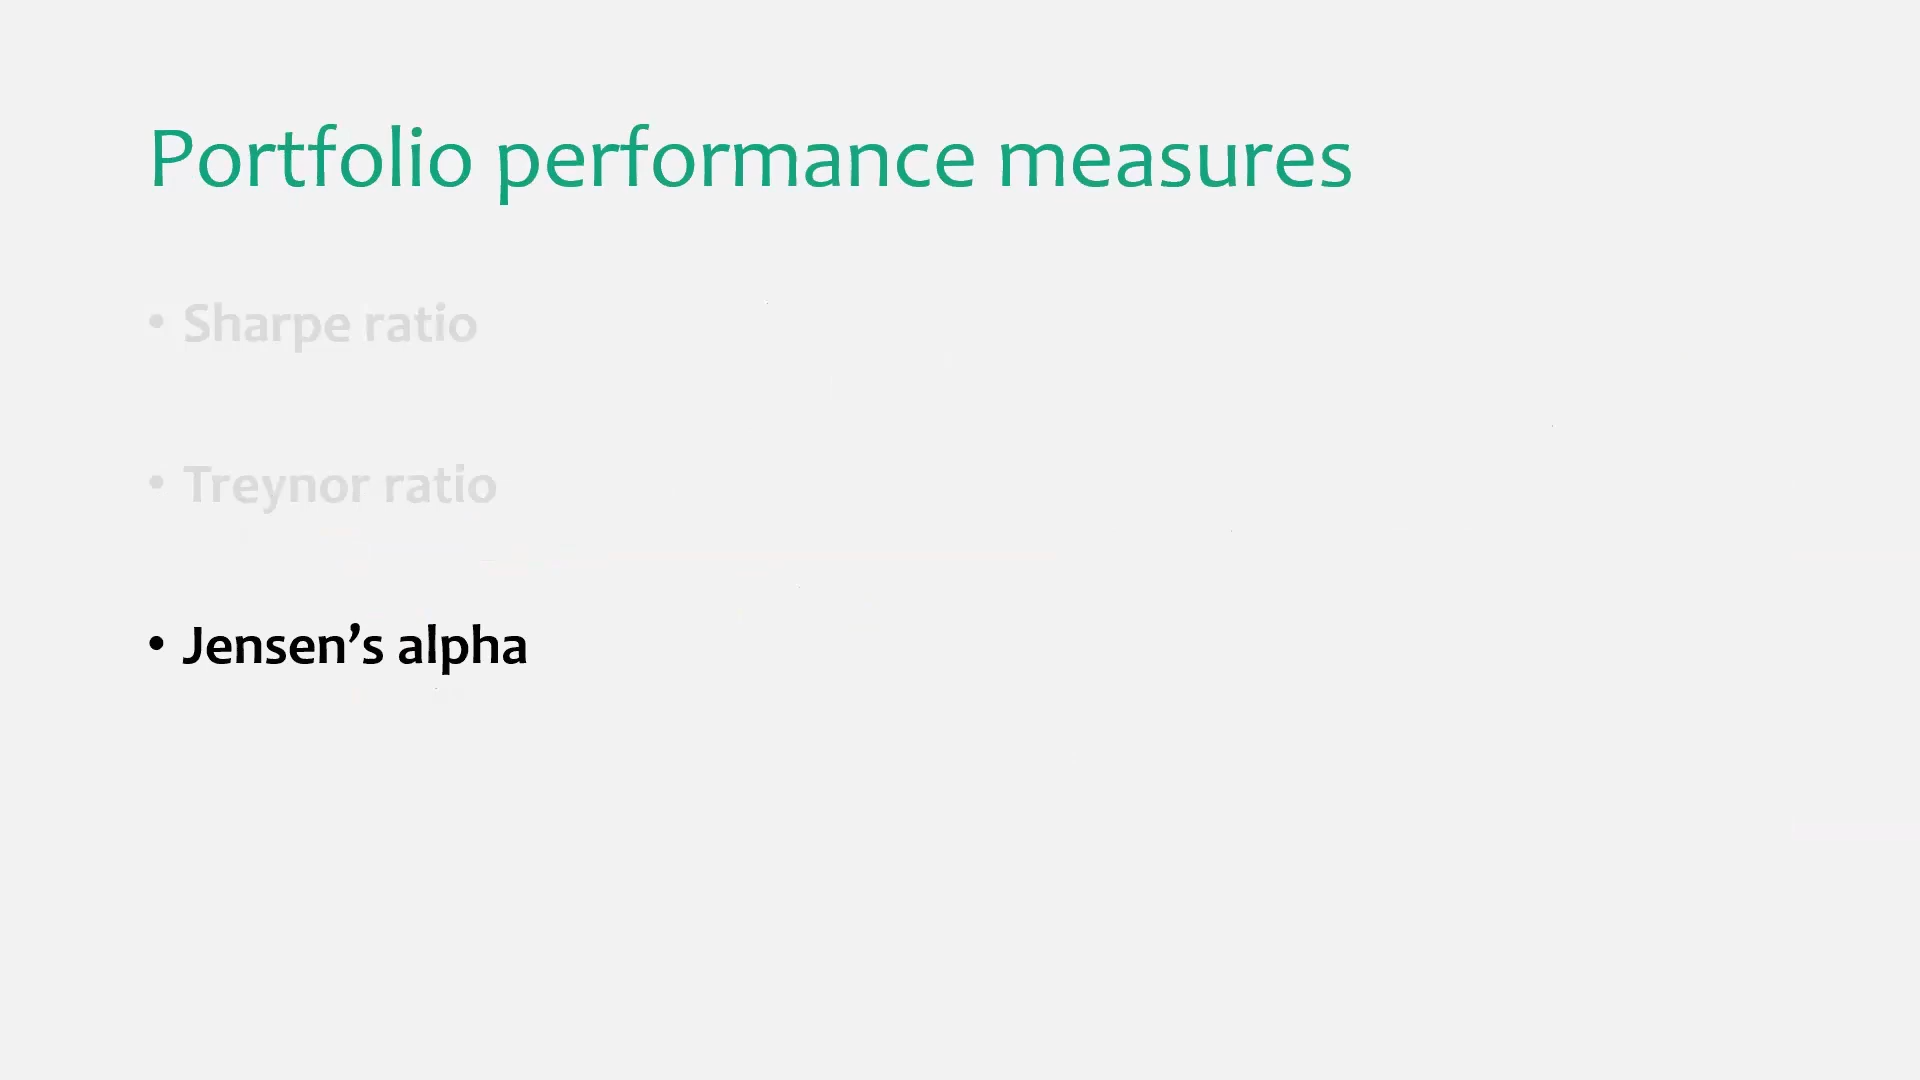 Portfolio performance measures
• Sharpe ratio
• Treynor ratio
• Jensen’s alpha